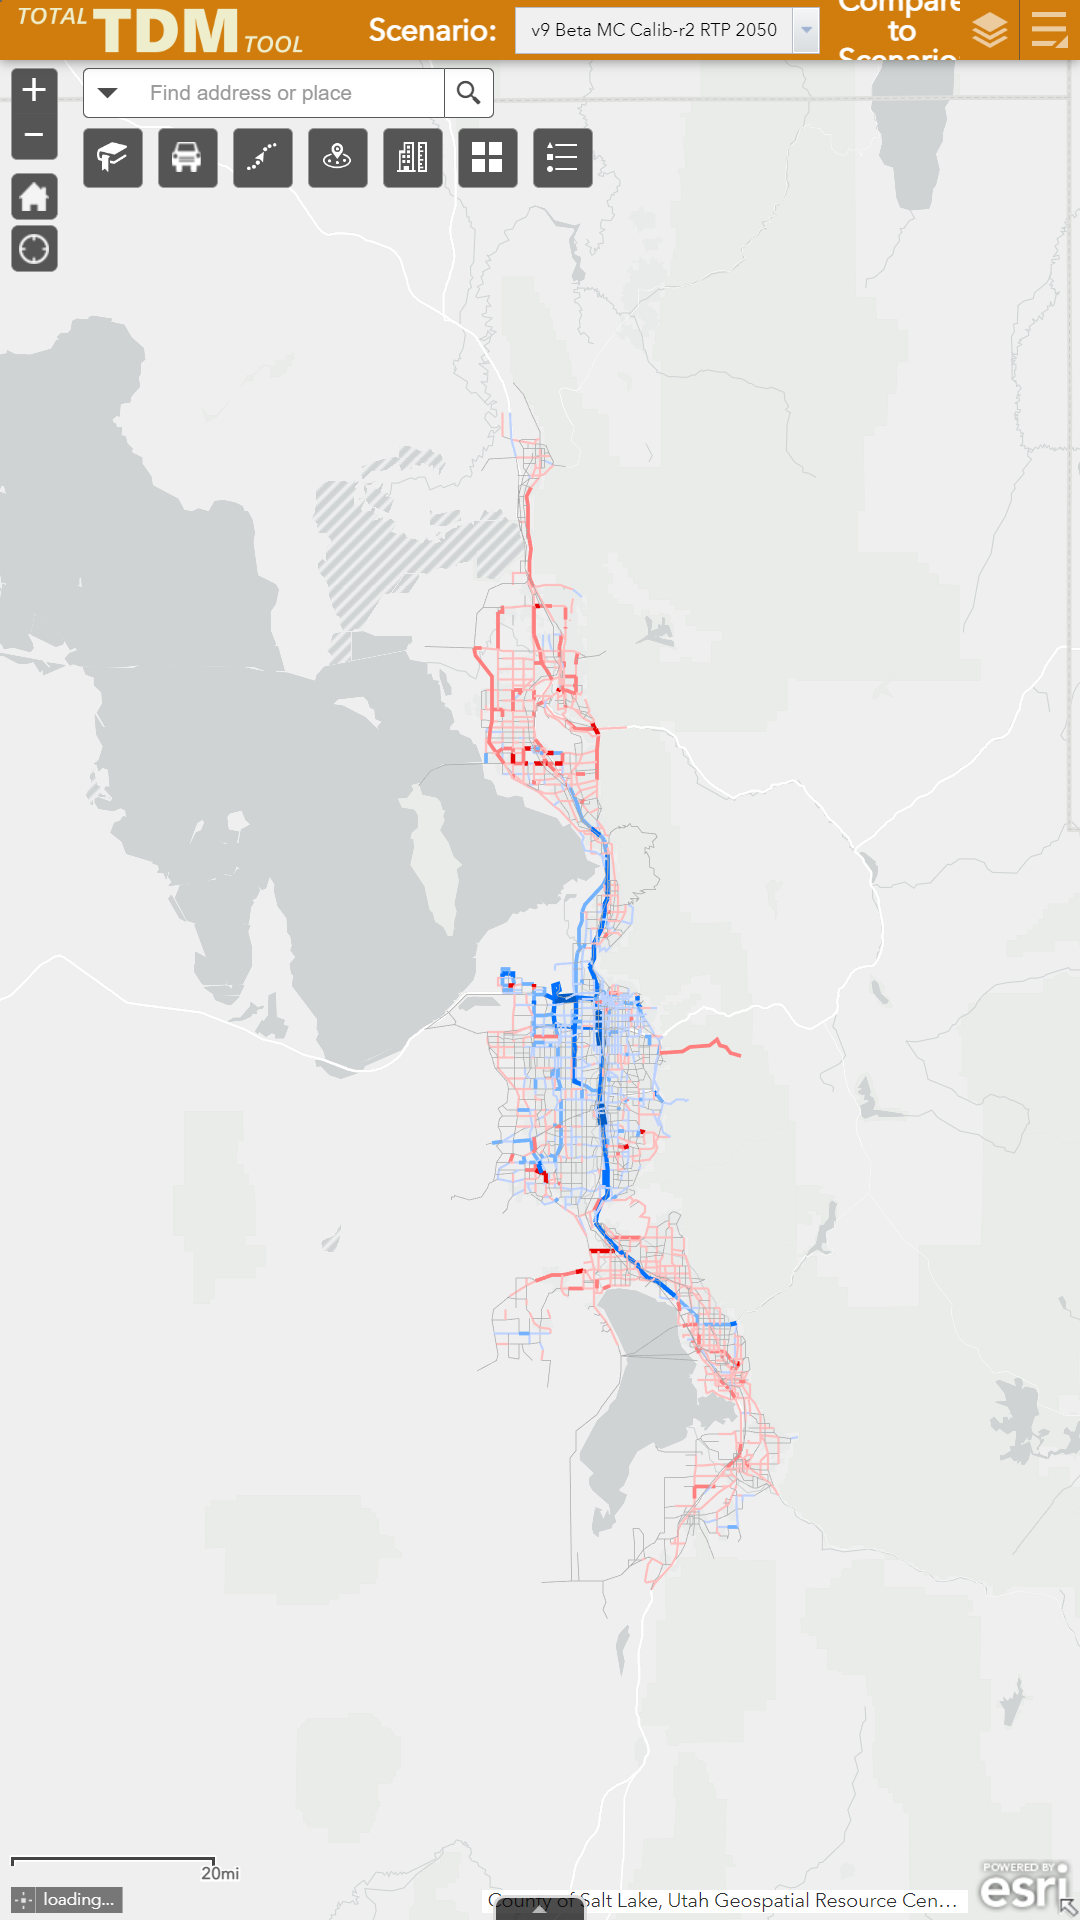 TOTAL TDM TOOL
Scenario: v9 Beta MC Calib-r2 RTP 2050
Compare
to
Scenario
Find address or place
20mi
loading...
County of Salt Lake, Utah Geospatial Resource Cen...
POWERED BY
esri